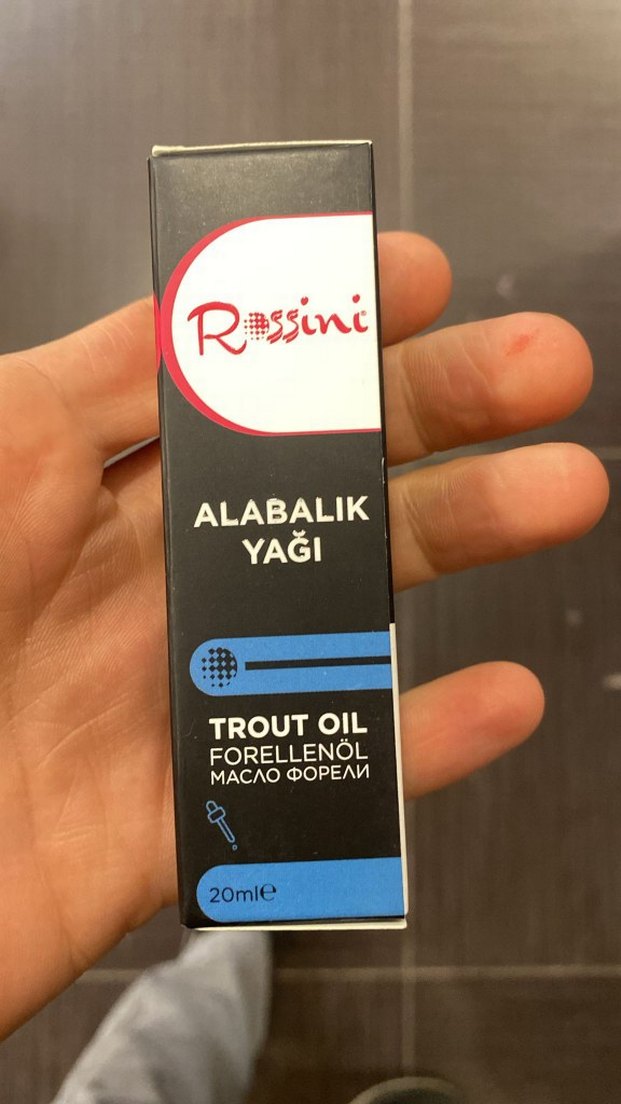 Rossini
ALABALIK
YAĞI
TROUT OIL
FORELLENÖL
МАСЛО ФОРЕЛИ
20ml℮